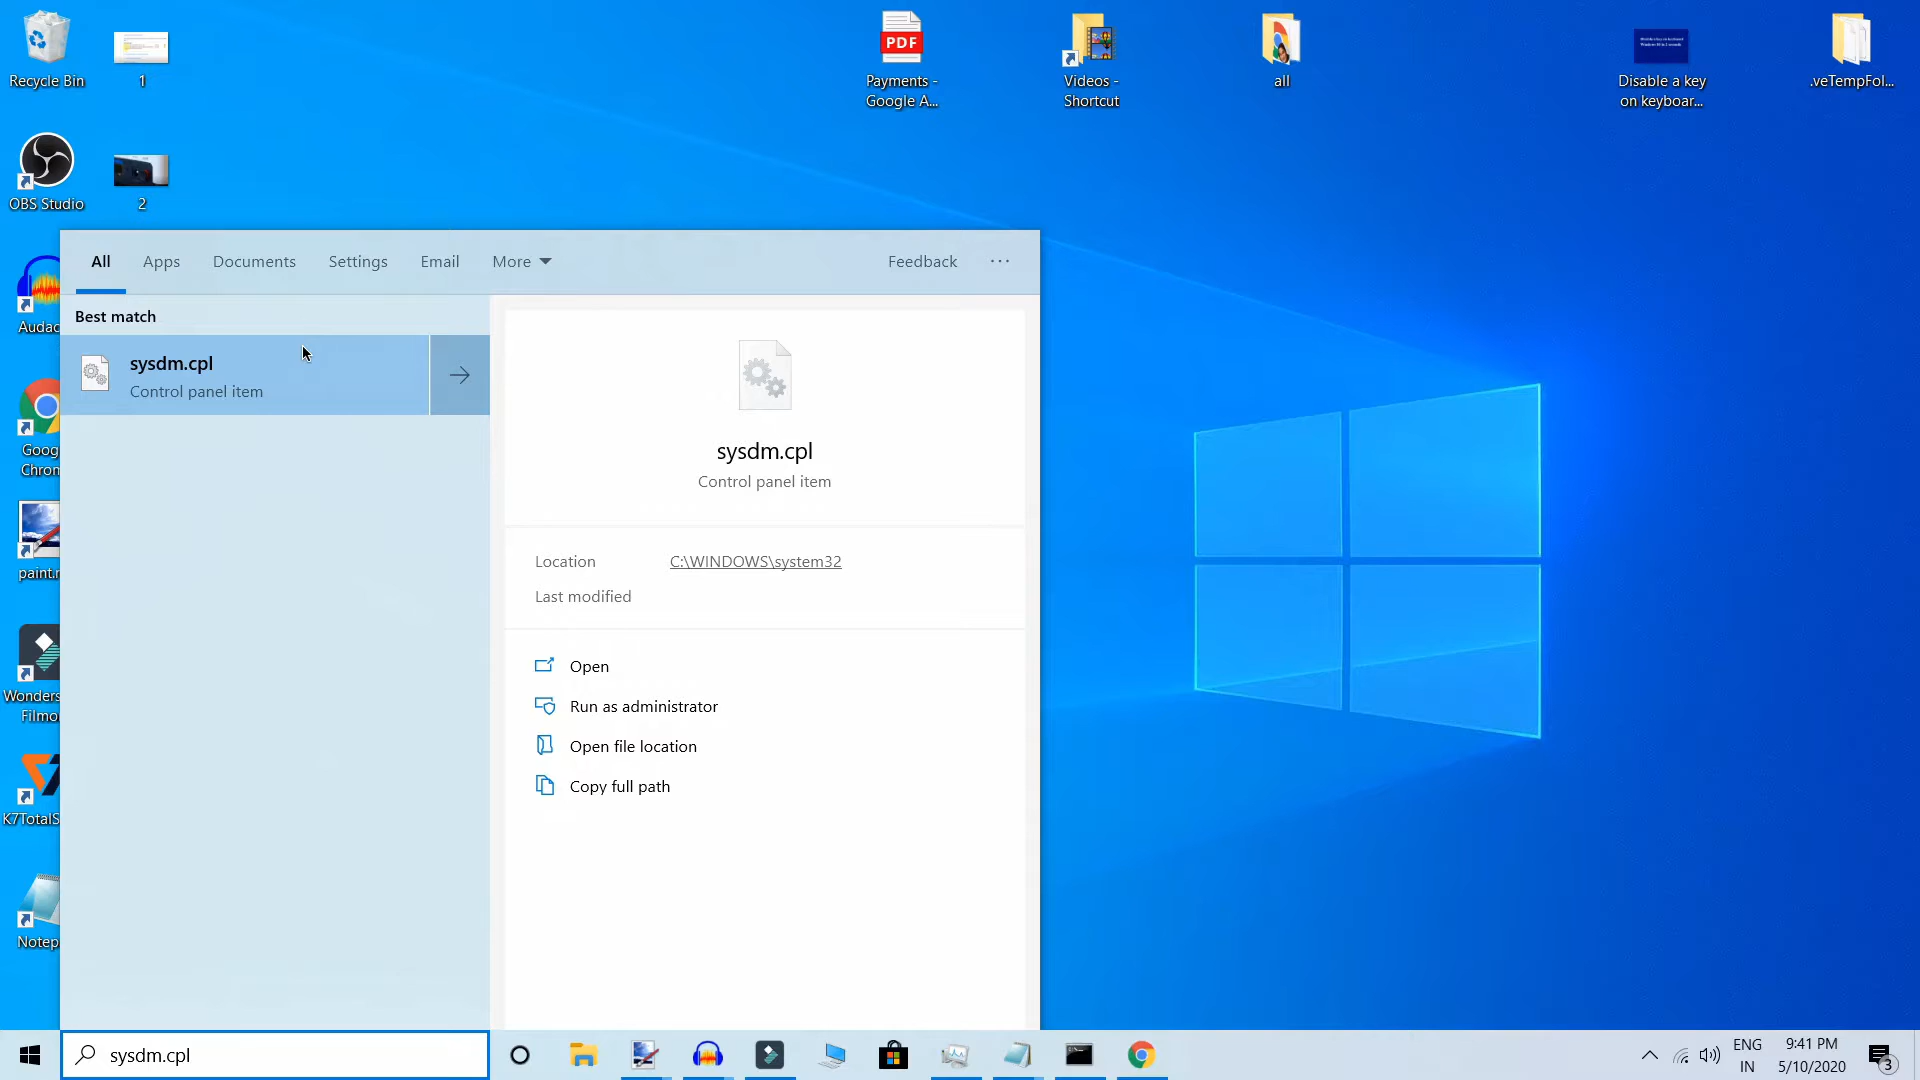 Recycle Bin
1
PDF
Payments -
Google A...
Videos -
Shortcut
all
Disable a key
on keyboar...
.veTempFol...
OBS Studio
2
All
Apps
Documents
Settings
Email
More
Feedback
...
Best match
sysdm.cpl
Control panel item
sysdm.cpl
Control panel item
Location
C:\WINDOWS\system32
Last modified
Open
Run as administrator
Open file location
Copy full path
Audac
Goog
Chrom
paint.n
Wonders
Filmo
K7TotalS
Notep
sysdm.cpl
ENG
IN
9:41 PM
5/10/2020
3